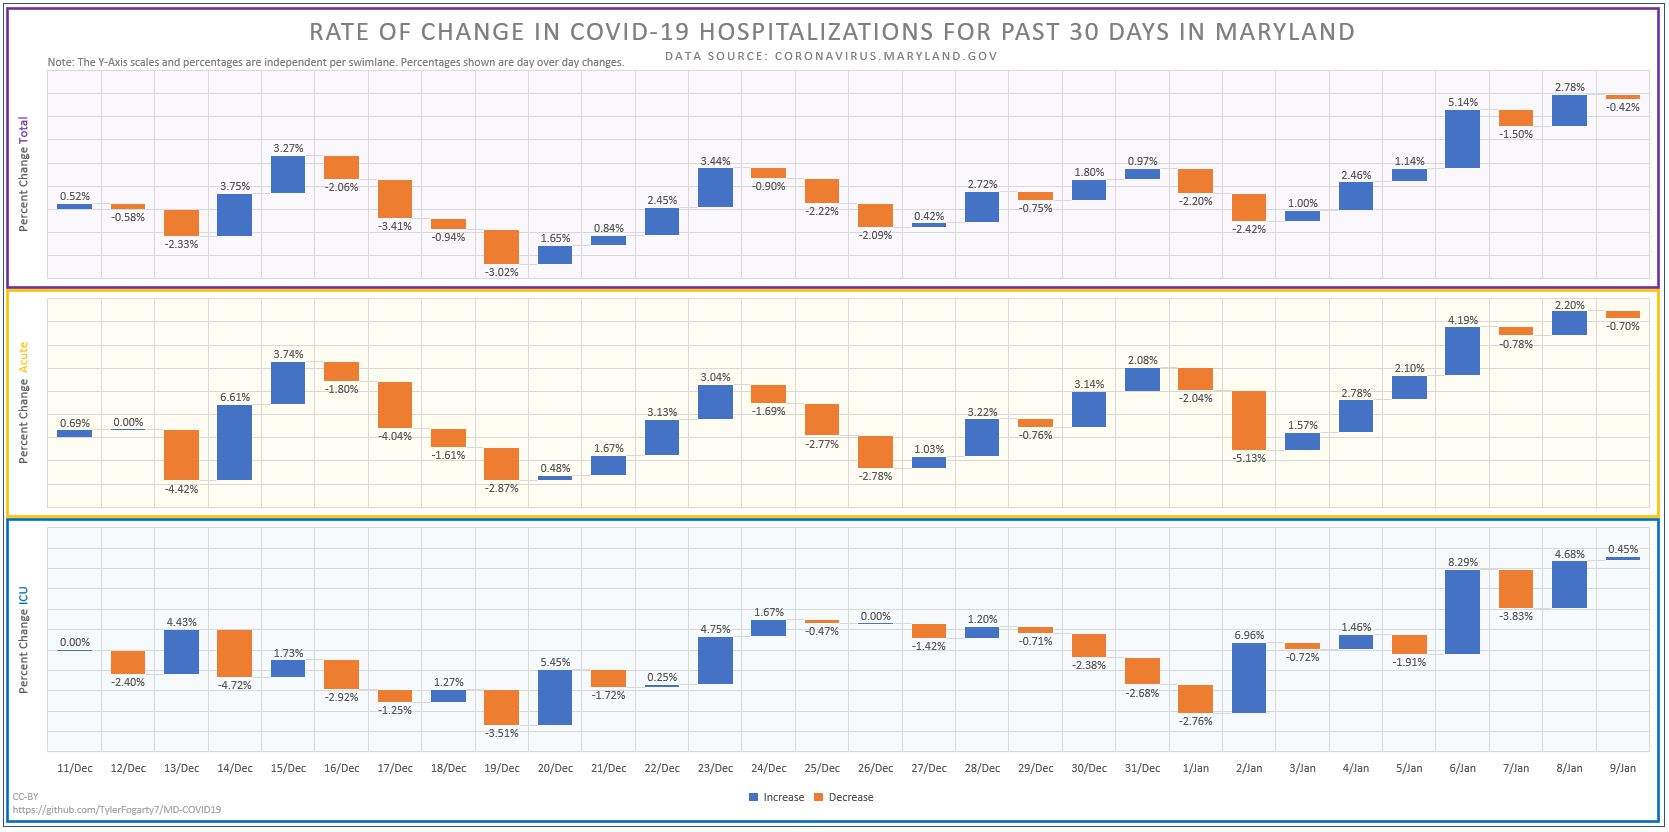 RATE OF CHANGE IN COVID-19 HOSPITALIZATIONS FOR PAST 30 DAYS IN MARYLAND
DATA SOURCE: CORONAVIRUS.MARYLAND.GOV
Note: The Y-Axis scales and percentages are independent per swimlane. Percentages shown are day over day changes.
Percent Change Total
0.52% -0.58% -2.33% 3.75% 3.27% -2.06% -3.41% -0.94% -3.02% 1.65% 0.84% 2.45% 3.44% -0.90% -2.22% -2.09% 0.42% 2.72% -0.75% 1.80% 0.97% -2.20% -2.42% 1.00% 2.46% 1.14% 5.14% -1.50% 2.78% -0.42%
Percent Change Acute
0.69% 0.00% -4.42% 6.61% 3.74% -1.80% -4.04% -1.61% -2.87% 0.48% 1.67% 3.13% 3.04% -1.69% -2.77% -2.78% 1.03% 3.22% -0.76% 3.14% 2.08% -2.04% -5.13% 1.57% 2.78% 2.10% 4.19% -0.78% 2.20% -0.70%
Percent Change ICU
0.00% -2.40% 4.43% -4.72% 1.73% -2.92% -1.25% 1.27% -3.51% 5.45% -1.72% 0.25% 4.75% 1.67% -0.47% 0.00% -1.42% 1.20% -0.71% -2.38% -2.68% -2.76% 6.96% -0.72% 1.46% -1.91% 8.29% -3.83% 4.68% 0.45%
11/Dec 12/Dec 13/Dec 14/Dec 15/Dec 16/Dec 17/Dec 18/Dec 19/Dec 20/Dec 21/Dec 22/Dec 23/Dec 24/Dec 25/Dec 26/Dec 27/Dec 28/Dec 29/Dec 30/Dec 31/Dec 1/Jan 2/Jan 3/Jan 4/Jan 5/Jan 6/Jan 7/Jan 8/Jan 9/Jan
Increase Decrease
CC-BY
https://github.com/TylerFogarty7/MD-COVID19